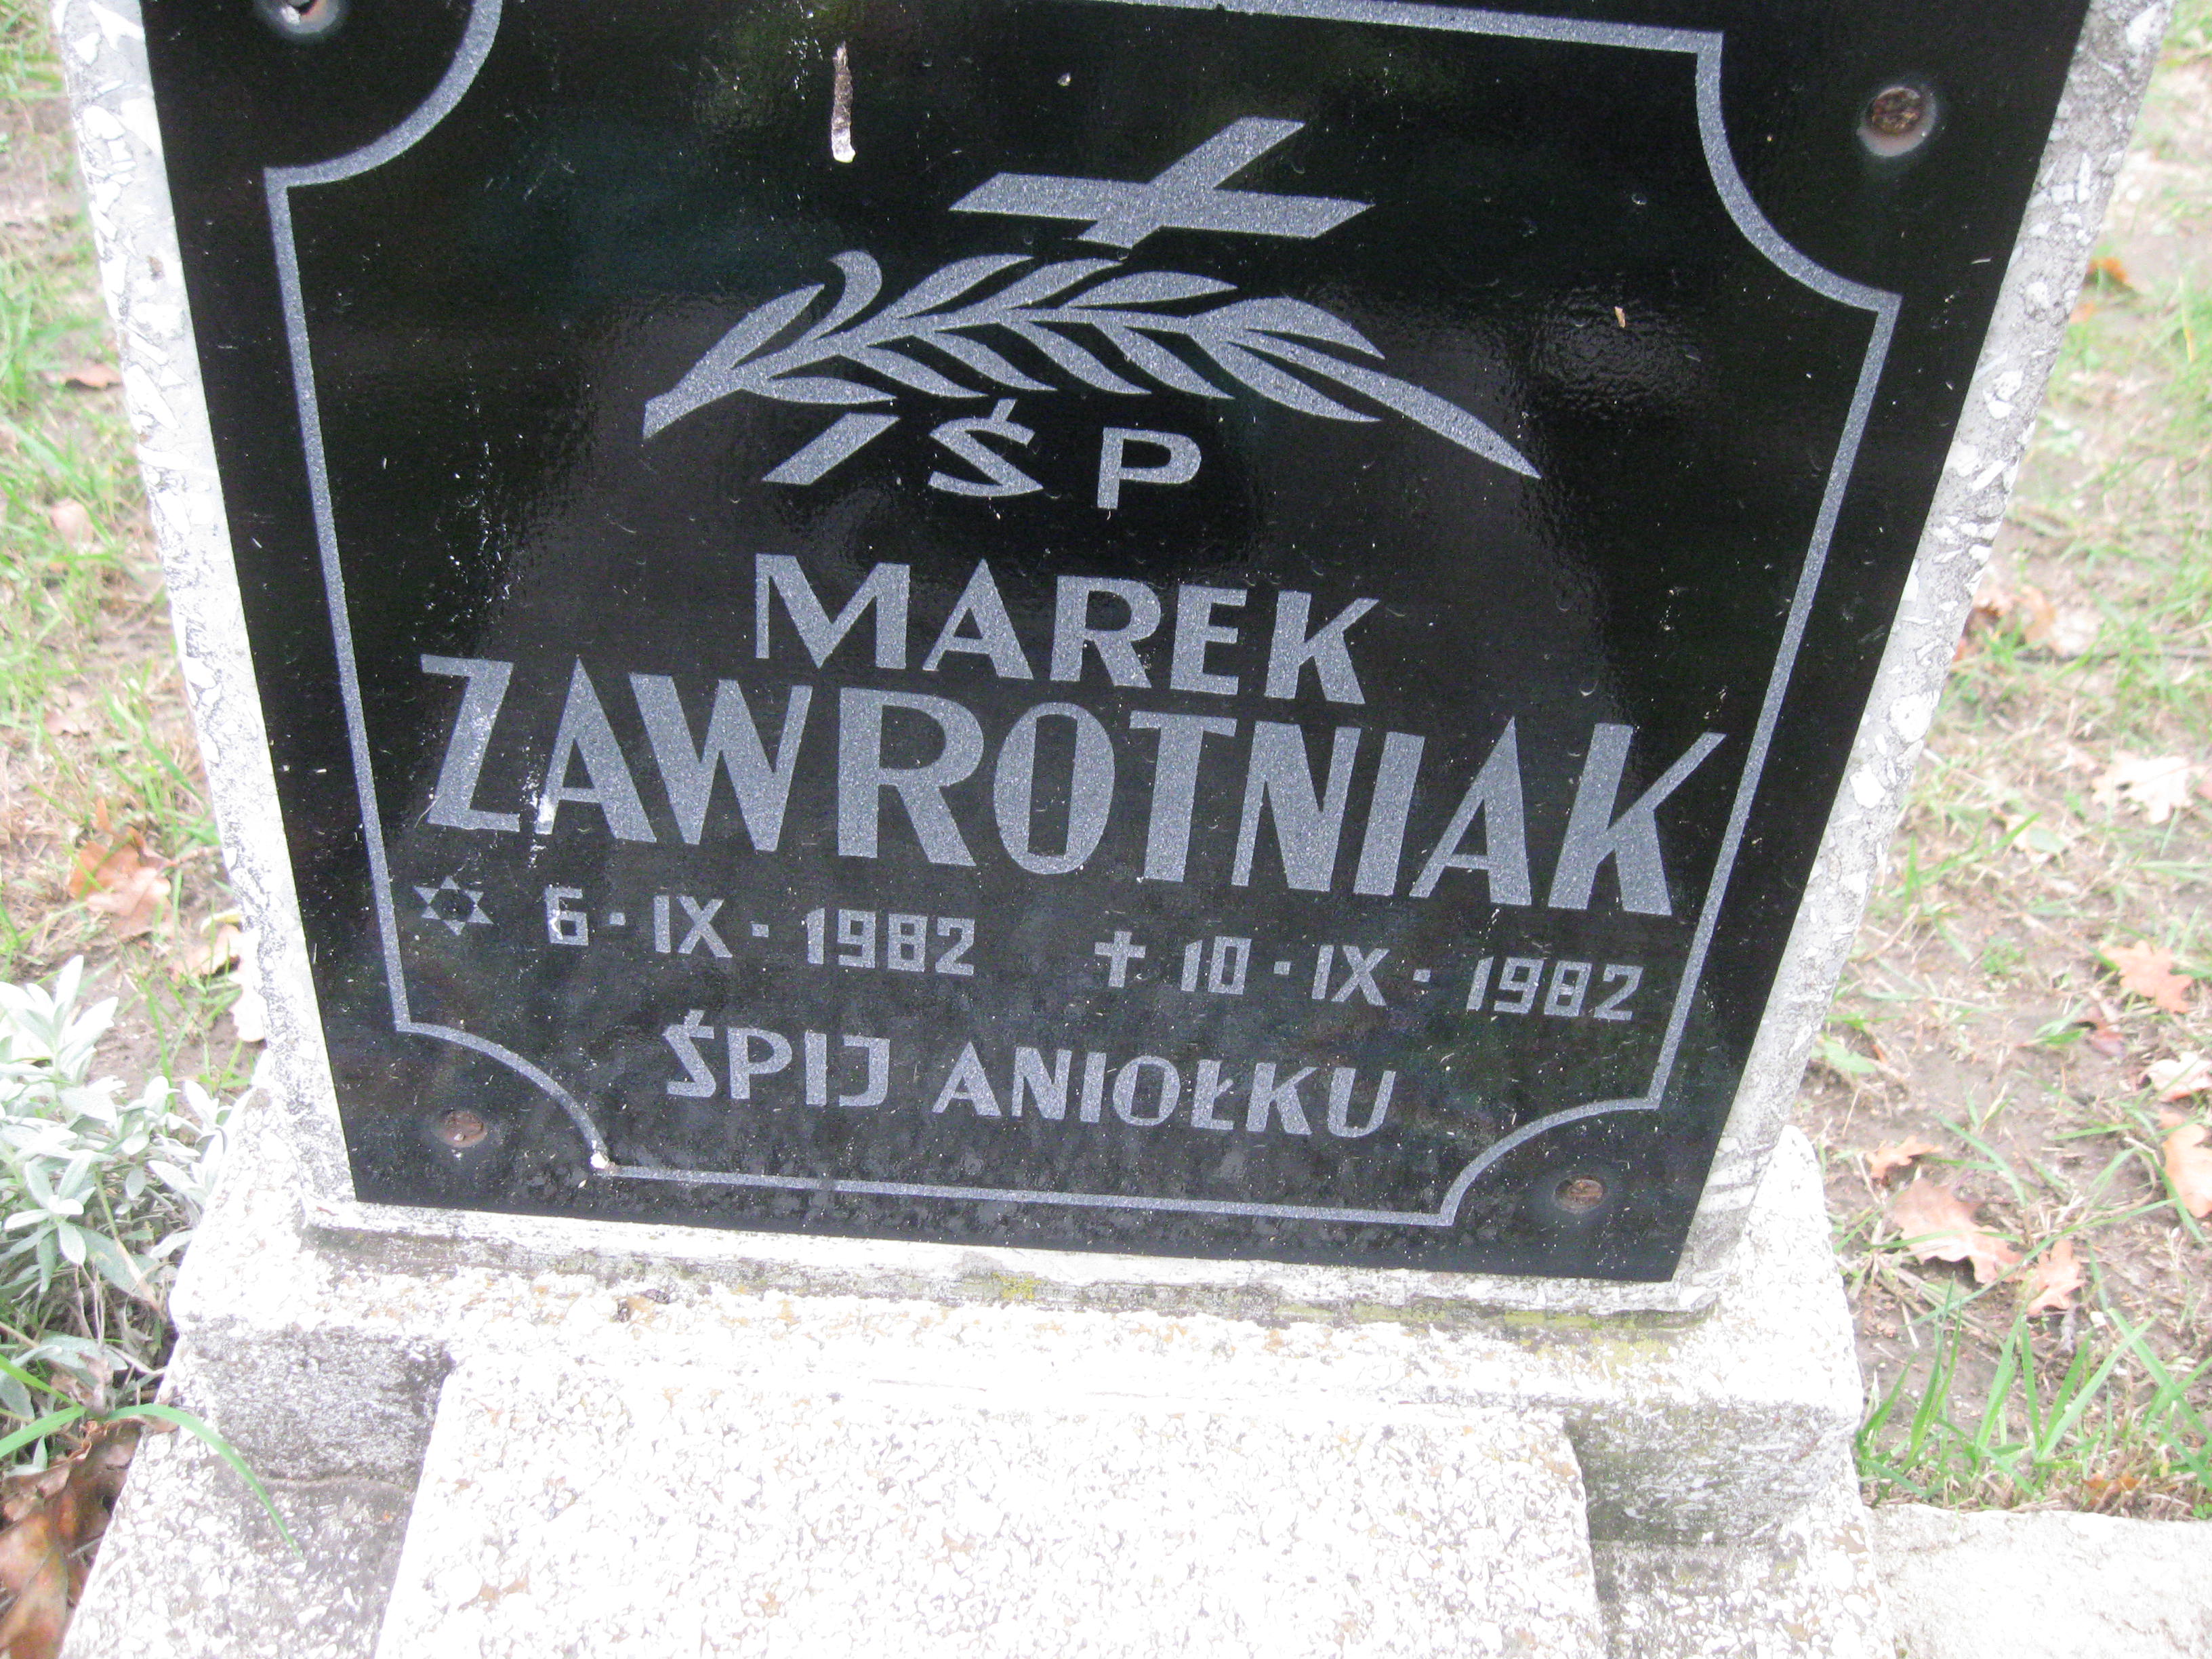 Ś P
MAREK
ZAWROTNIAK
✡ 6 · IX · 1982 ✝ 10 · IX · 1982
ŚPIJ ANIOŁKU